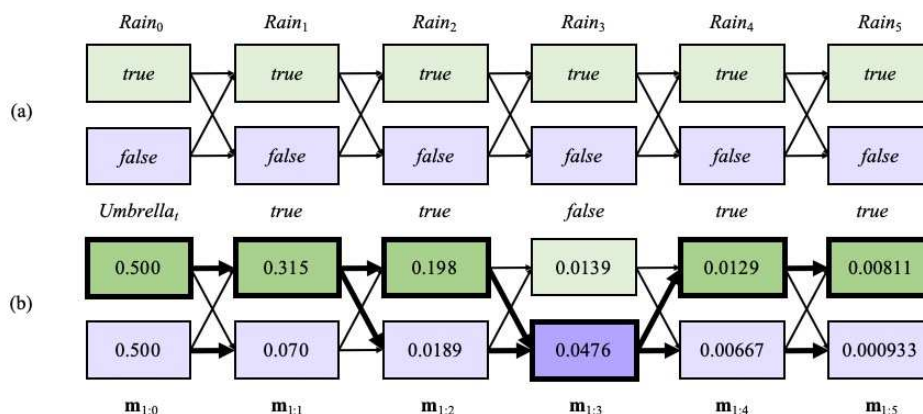 Rain0 Rain1 Rain2 Rain3 Rain4 Rain5
true true true true true true
(a)
false false false false false false
Umbrellat true true false true true
0.500 0.315 0.198 0.0139 0.0129 0.00811
(b)
0.500 0.070 0.0189 0.0476 0.00667 0.000933
m1:0 m1:1 m1:2 m1:3 m1:4 m1:5